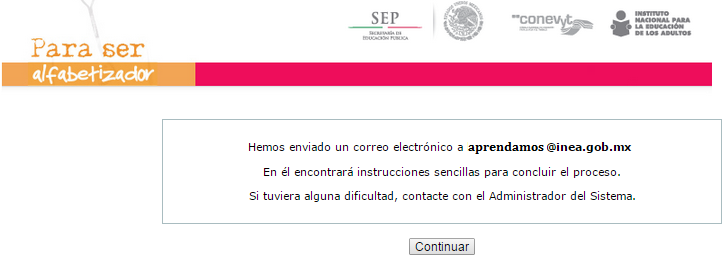 Para ser
alfabetizador
SEP
SECRETARÍA DE
EDUCACIÓN PÚBLICA
conevyt
INSTITUTO
NACIONAL PARA
LA EDUCACIÓN
DE LOS ADULTOS
Hemos enviado un correo electrónico a aprendamos@inea.gob.mx
En él encontrará instrucciones sencillas para concluir el proceso.
Si tuviera alguna dificultad, contacte con el Administrador del Sistema.
Continuar